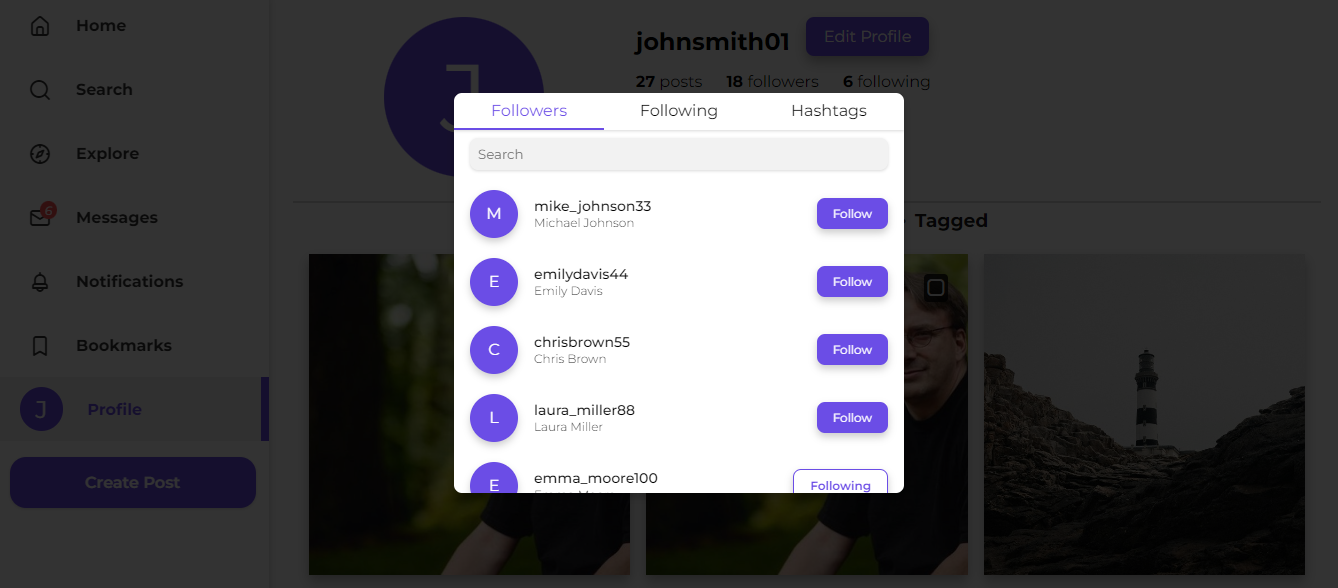 Home
Search
Explore
6
Messages
Notifications
Bookmarks
J
Profile
Create Post
J
johnsmith01
Edit Profile
27 posts 18 followers 6 following
Tagged
Followers Following Hashtags
Search
M
mike_johnson33
Michael Johnson
Follow
E
emilydavis44
Emily Davis
Follow
C
chrisbrown55
Chris Brown
Follow
L
laura_miller88
Laura Miller
Follow
E
emma_moore100
Following